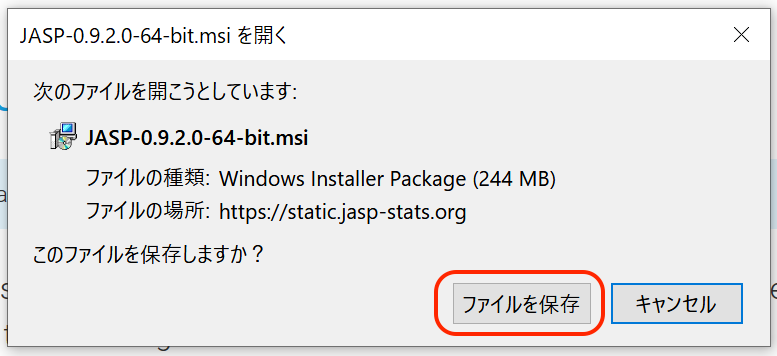 JASP-0.9.2.0-64-bit.msi を開く
次のファイルを開こうとしています:
JASP-0.9.2.0-64-bit.msi
ファイルの種類: Windows Installer Package (244 MB)
ファイルの場所: https://static.jasp-stats.org
このファイルを保存しますか？
ファイルを保存 キャンセル